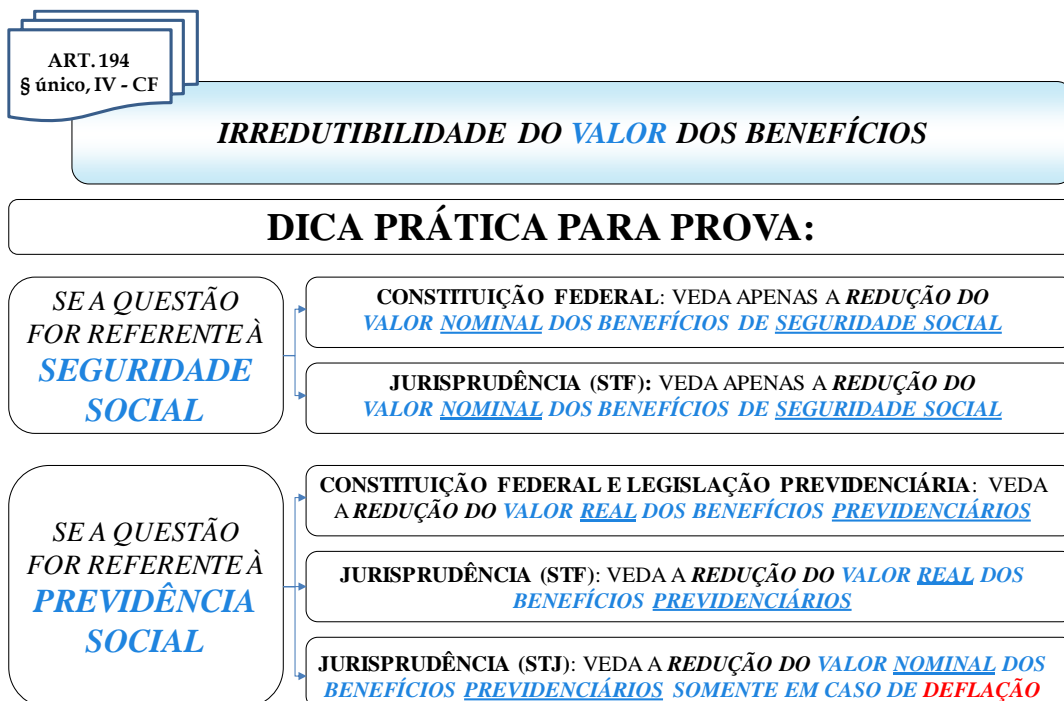 ART. 194
§ único, IV - CF
IRREDUTIBILIDADE DO VALOR DOS BENEFÍCIOS
DICA PRÁTICA PARA PROVA:
SE A QUESTÃO
FOR REFERENTE À
SEGURIDADE
SOCIAL
CONSTITUIÇÃO FEDERAL: VEDA APENAS A REDUÇÃO DO
VALOR NOMINAL DOS BENEFÍCIOS DE SEGURIDADE SOCIAL
JURISPRUDÊNCIA (STF): VEDA APENAS A REDUÇÃO DO
VALOR NOMINAL DOS BENEFÍCIOS DE SEGURIDADE SOCIAL
SE A QUESTÃO
FOR REFERENTE À
PREVIDÊNCIA
SOCIAL
CONSTITUIÇÃO FEDERAL E LEGISLAÇÃO PREVIDENCIÁRIA: VEDA
A REDUÇÃO DO VALOR REAL DOS BENEFÍCIOS PREVIDENCIÁRIOS
JURISPRUDÊNCIA (STF): VEDA A REDUÇÃO DO VALOR REAL DOS
BENEFÍCIOS PREVIDENCIÁRIOS
JURISPRUDÊNCIA (STJ): VEDA A REDUÇÃO DO VALOR NOMINAL DOS
BENEFÍCIOS PREVIDENCIÁRIOS SOMENTE EM CASO DE DEFLAÇÃO